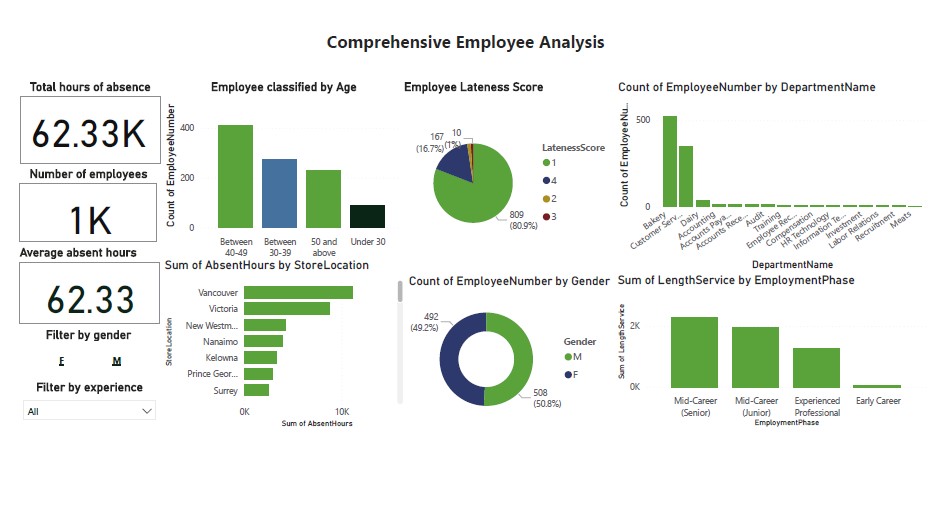 Comprehensive Employee Analysis
Total hours of absence
62.33K
Number of employees
1K
Average absent hours
62.33
Filter by gender
F M
Filter by experience
All
Employee classified by Age
Count of EmployeeNumber
400
200
0
Between 40-49
Between 30-39
50 and above
Under 30
Employee Lateness Score
167 (16.7%)
10 (1%)
809 (80.9%)
LatenessScore
1
4
2
3
Count of EmployeeNumber by DepartmentName
Count of EmployeeNu...
500
0
Bakery
Customer Serv...
Dairy
Accounting
Accounts Paya...
Accounts Rece...
Audit
Training
Employee Rec...
Compensation
HR Technology
Information Te...
Investment
Labor Relations
Recruitment
Meats
DepartmentName
Sum of AbsentHours by StoreLocation
StoreLocation
Vancouver
Victoria
New Westm...
Nanaimo
Kelowna
Prince Geor...
Surrey
0K
10K
Sum of AbsentHours
Count of EmployeeNumber by Gender
492 (49.2%)
508 (50.8%)
Gender
M
F
Sum of LengthService by EmploymentPhase
Sum of LengthService
2K
0K
Mid-Career (Senior)
Mid-Career (Junior)
Experienced Professional
Early Career
EmploymentPhase